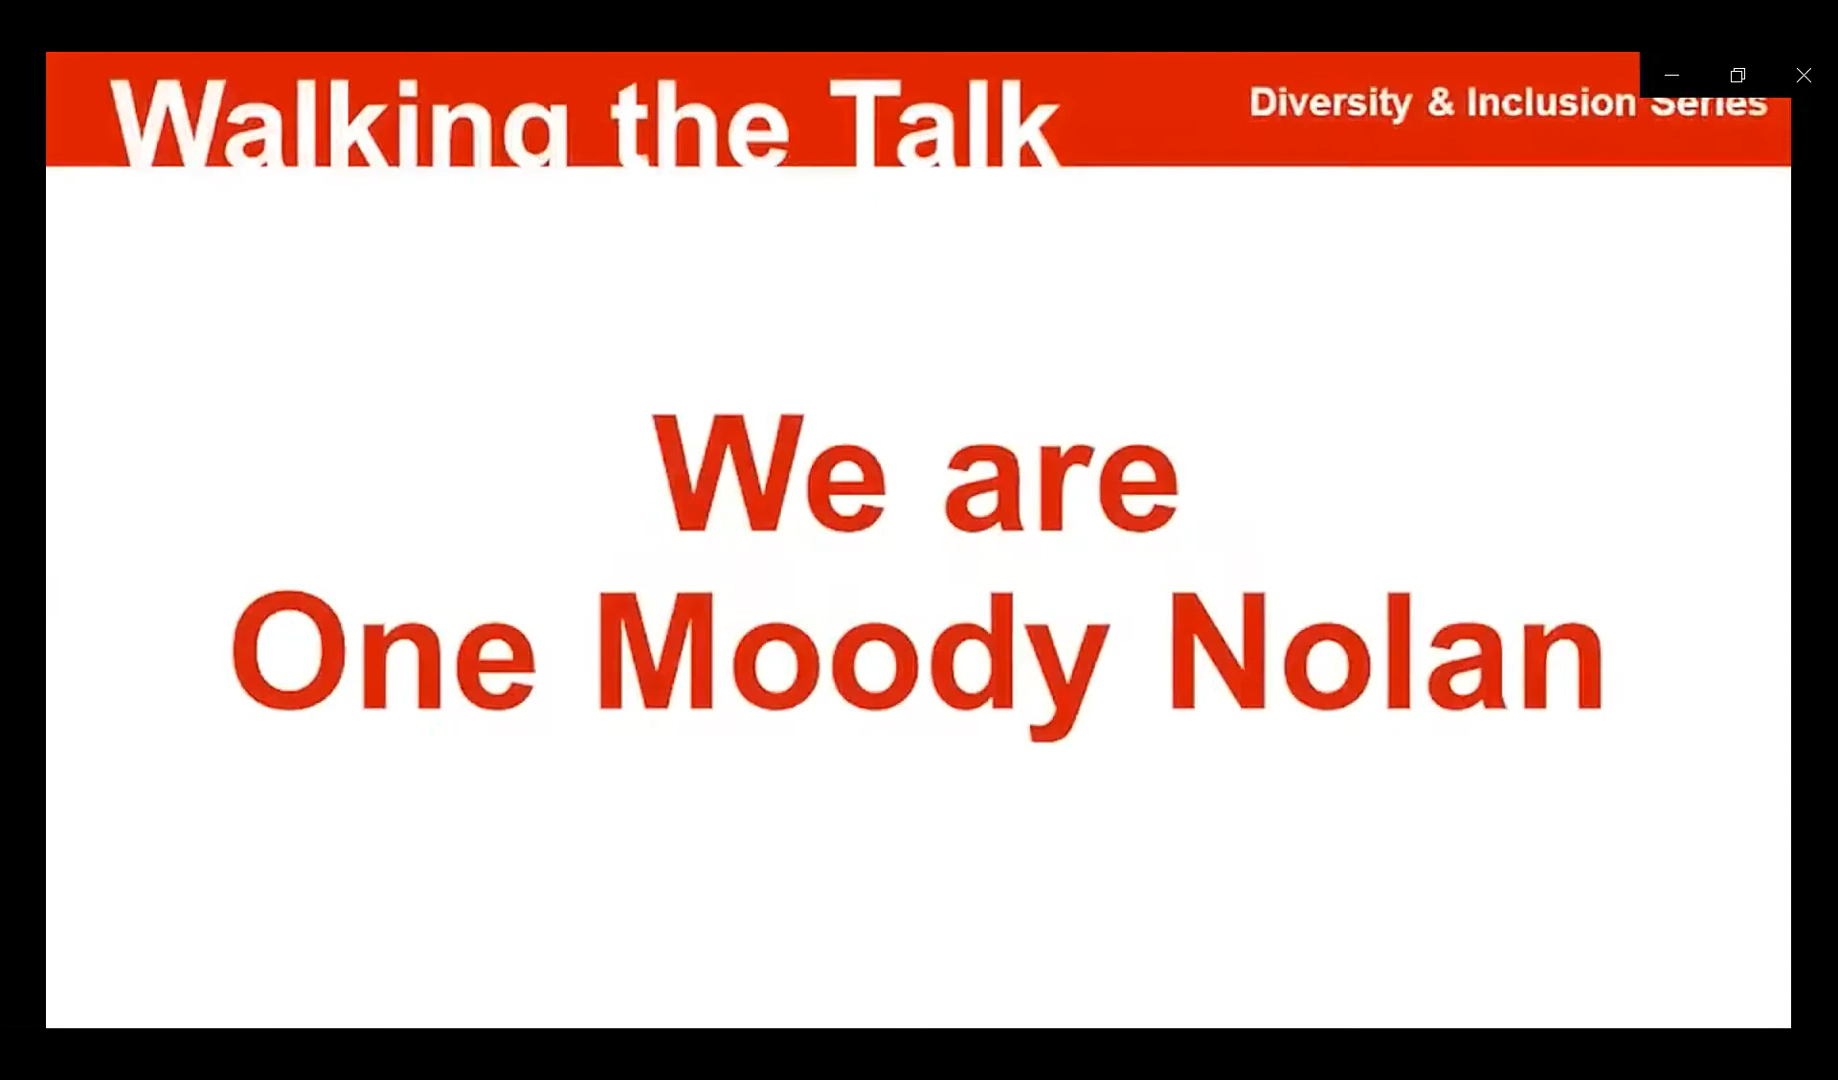 Walking the Talk
Diversity & Inclusion Series
We are
One Moody Nolan